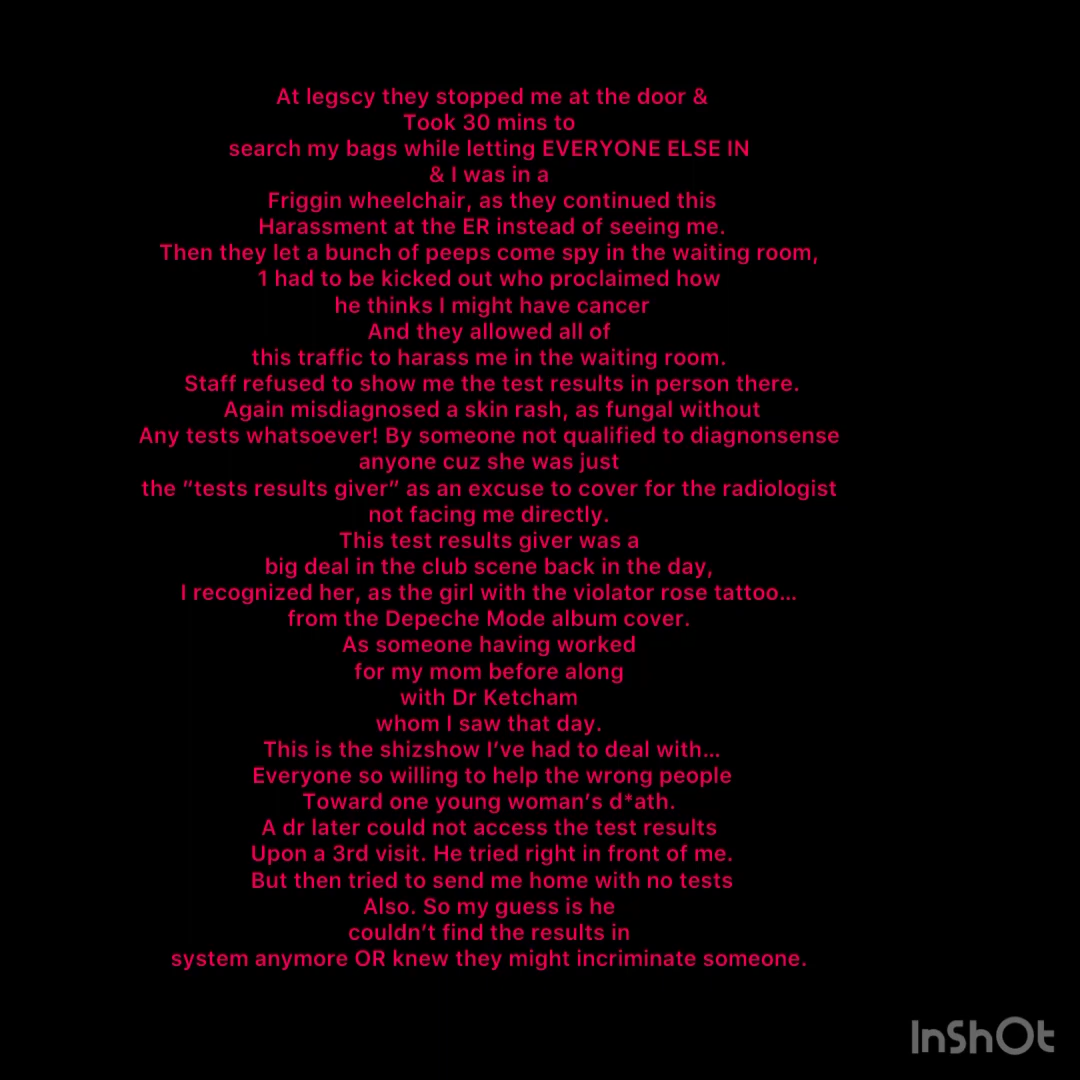 At legscy they stopped me at the door &
Took 30 mins to
search my bags while letting EVERYONE ELSE IN
& I was in a
Friggin wheelchair, as they continued this
Harassment at the ER instead of seeing me.
Then they let a bunch of peeps come spy in the waiting room,
1 had to be kicked out who proclaimed how
he thinks I might have cancer
And they allowed all of
this traffic to harass me in the waiting room.
Staff refused to show me the test results in person there.
Again misdiagnosed a skin rash, as fungal without
Any tests whatsoever! By someone not qualified to diagnonsense
anyone cuz she was just
the “tests results giver” as an excuse to cover for the radiologist
not facing me directly.
This test results giver was a
big deal in the club scene back in the day,
I recognized her, as the girl with the violator rose tattoo...
from the Depeche Mode album cover.
As someone having worked
for my mom before along
with Dr Ketcham
whom I saw that day.
This is the shizshow I’ve had to deal with...
Everyone so willing to help the wrong people
Toward one young woman’s d*ath.
A dr later could not access the test results
Upon a 3rd visit. He tried right in front of me.
But then tried to send me home with no tests
Also. So my guess is he
couldn’t find the results in
system anymore OR knew they might incriminate someone.
InShOt